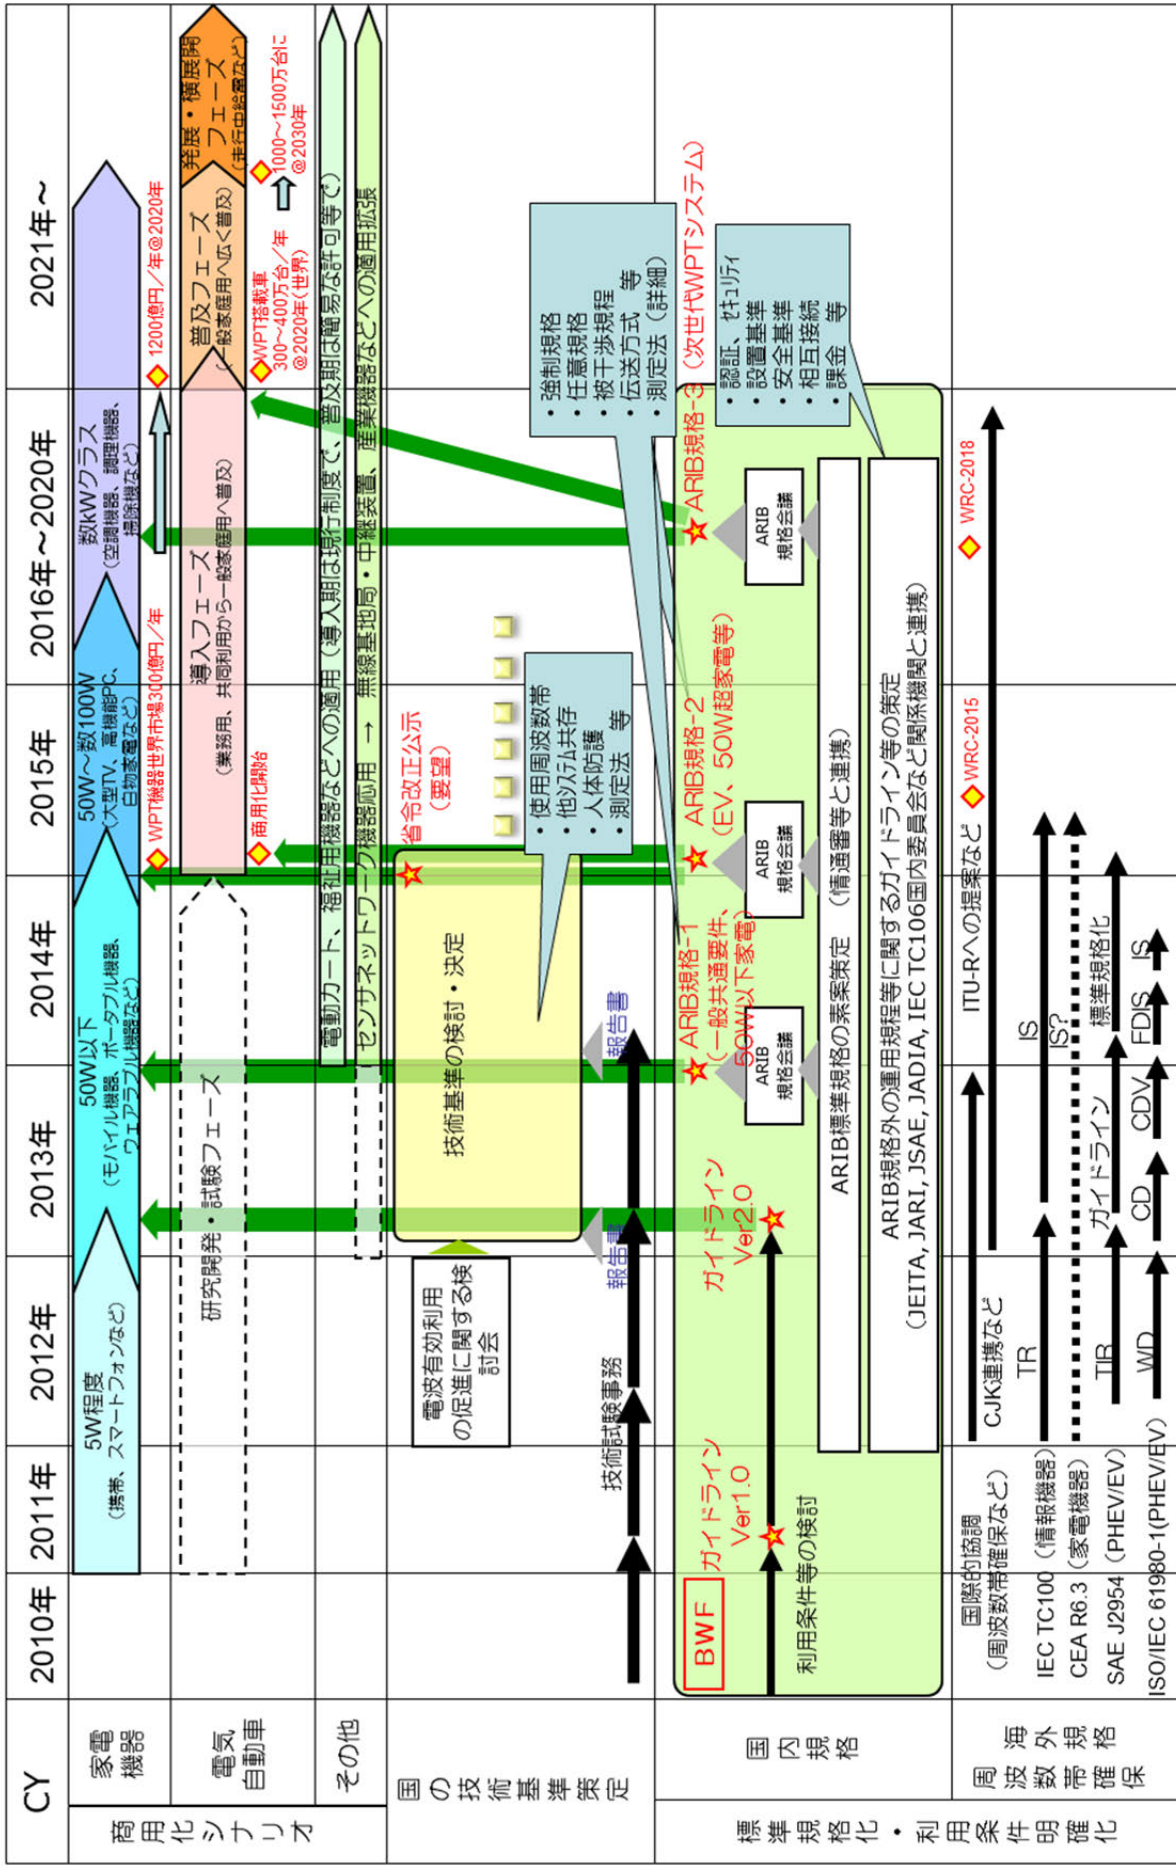 CY
2010年
2011年
2012年
2013年
2014年
2015年
2016年～2020年
2021年～
商用化シナリオ
家電
機器
5W程度
（携帯、スマートフォンなど）
50W以下
（モバイル機器、ポータブル機器、
ウェアラブル機器など）
50W～数100W
（大型TV、高機能PC、
白物家電など）
数kWクラス
（空調機器、調理機器、
掃除機など）
WPT機器世界市場300億円/年
1200億円/年@2020年
電気
自動車
研究開発・試験フェーズ
導入フェーズ
（業務用、共同利用から一般家庭用へ普及）
普及フェーズ
（一般家庭用へ広く普及）
発展・横展開
フェーズ
（走行中給電など）
商用化開始
WPT搭載車
300～400万台/年
@2020年（世界）
1000～1500万台に
@2030年
その他
電動カート、福祉用機器などへの適用（導入期は現行制度で、普及期は簡易な許可等で）
センサネットワーク機器応用 → 無線基地局・中継装置、産業機器などへの適用拡張
国の技術基準策定
電波有効利用
の促進に関する検
討会
技術基準の検討・決定
省令改正公示
（要望）
・使用周波数帯
・他システム共存
・人体防護
・測定法 等
技術試験事務
報告書
報告書
標準規格化・利用条件明確化
国内
規格
BWF
ガイドライン
Ver1.0
ガイドライン
Ver2.0
ARIB規格-1
（一般共通要件、
50W以下家電）
ARIB規格-2
（EV、50W超家電等）
ARIB規格-3（次世代WPTシステム）
・強制規格
・任意規格
・被干渉規程
・伝送方式 等
・測定法（詳細）
利用条件等の検討
ARIB
規格会議
ARIB
規格会議
ARIB
規格会議
・認証、セキュリティ
・設置基準
・安全基準
・相互接続
・課金 等
ARIB標準規格の素案策定 （情通審等と連携）
ARIB規格外の運用規程等に関するガイドライン等の策定
（JEITA, JARI, JSAE, JADIA, IEC TC106国内委員会など関係機関と連携）
海外規格
周波数帯確保
国際的協調
（周波数帯確保など）
CJK連携など
ITU-Rへの提案など
WRC-2015
WRC-2018
IEC TC100（情報機器）
TR
IS
CEA R6.3（家電機器）
IS?
SAE J2954（PHEV/EV）
TIR
ガイドライン
標準規格化
ISO/IEC 61980-1(PHEV/EV)
WD
CD
CDV
FDIS
IS